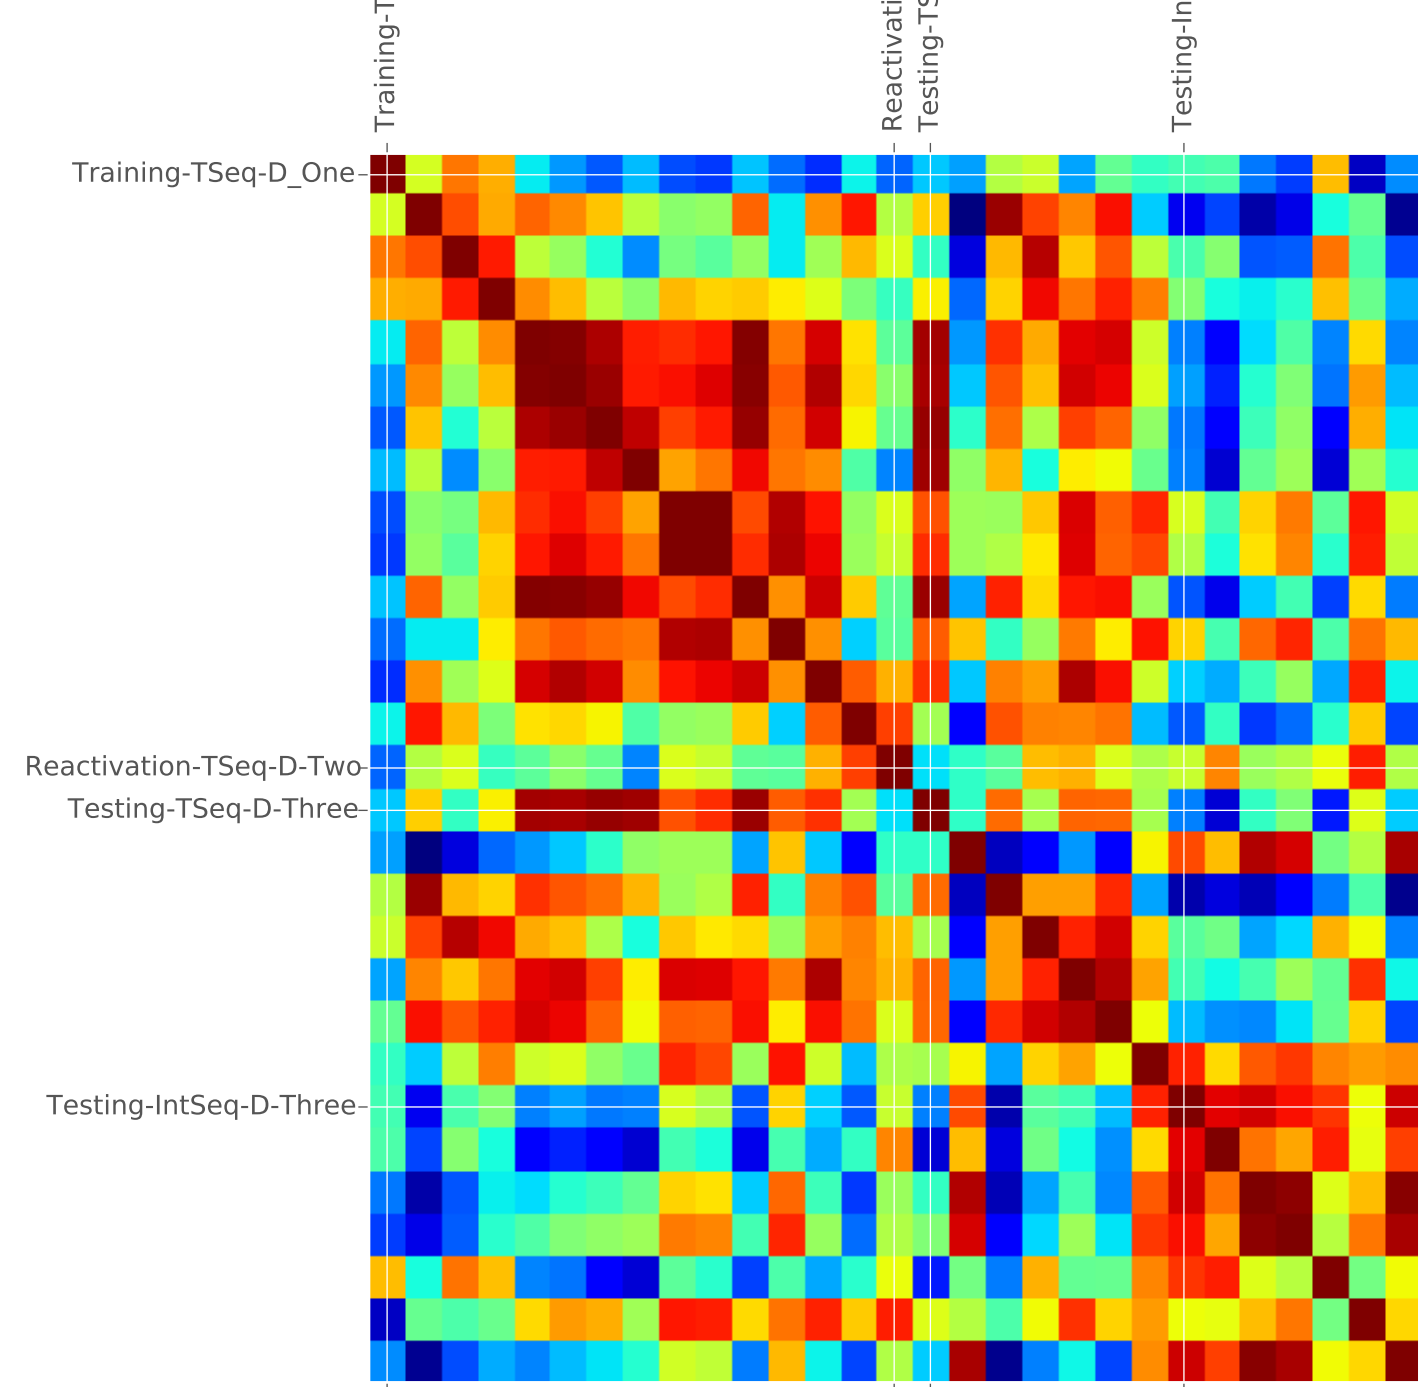 Training-T
Reactivati
Testing-TS
Testing-In
Training-TSeq-D_One
Reactivation-TSeq-D-Two
Testing-TSeq-D-Three
Testing-IntSeq-D-Three